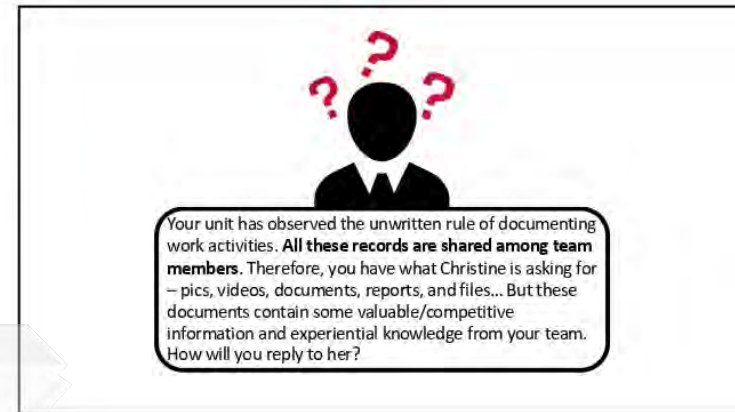 ? ? ?
Your unit has observed the unwritten rule of documenting
work activities. All these records are shared among team
members. Therefore, you have what Christine is asking for
– pics, videos, documents, reports, and files... But these
documents contain some valuable/competitive
information and experiential knowledge from your team.
How will you reply to her?